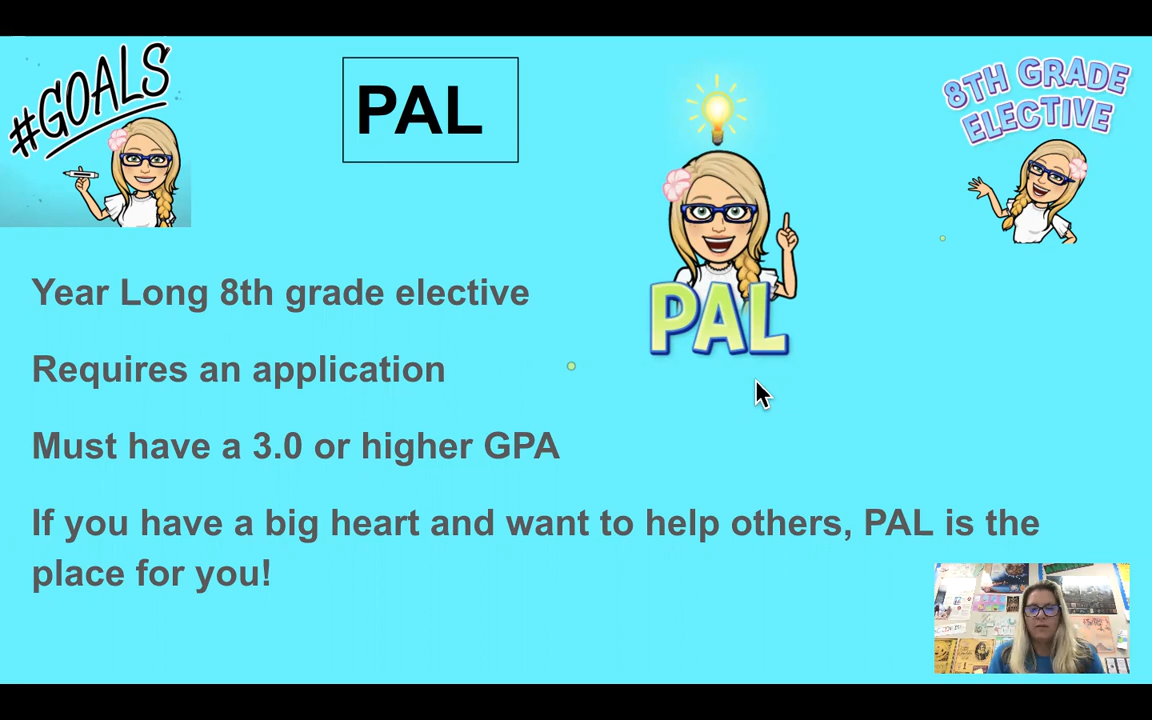 #GOALS
PAL
8TH GRADE
ELECTIVE
PAL
Year Long 8th grade elective
Requires an application
Must have a 3.0 or higher GPA
If you have a big heart and want to help others, PAL is the
place for you!